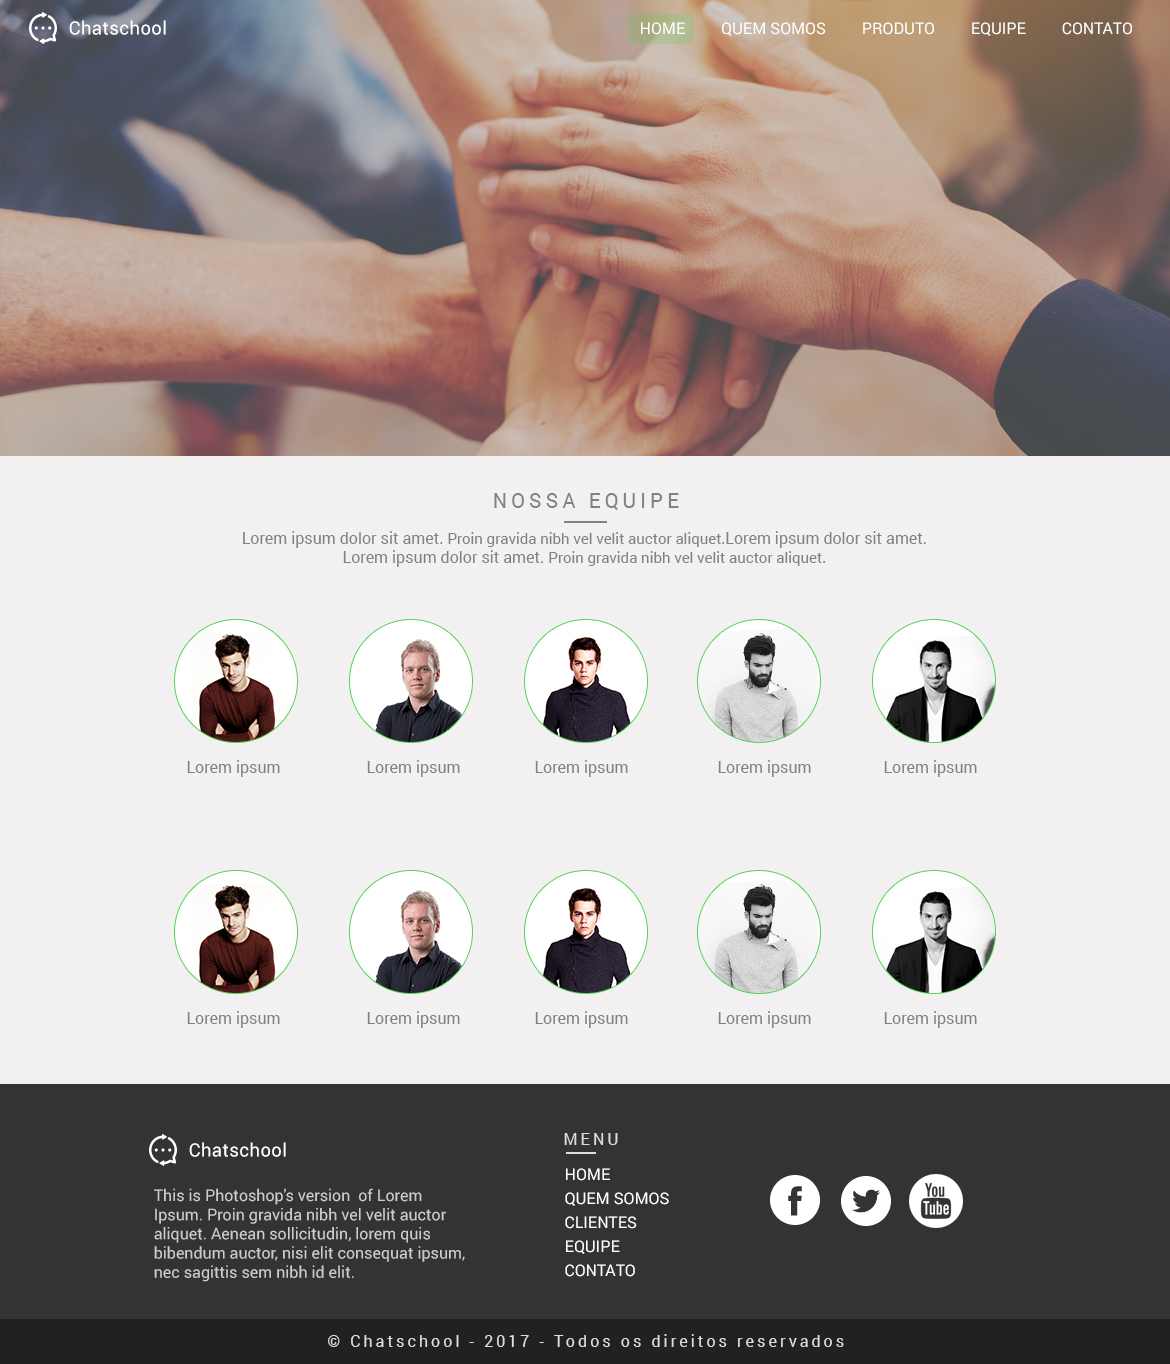 Chatschool
HOME QUEM SOMOS PRODUTO EQUIPE CONTATO
NOSSA EQUIPE
Lorem ipsum dolor sit amet. Proin gravida nibh vel velit auctor aliquet.Lorem ipsum dolor sit amet.
Lorem ipsum dolor sit amet. Proin gravida nibh vel velit auctor aliquet.
Lorem ipsum Lorem ipsum Lorem ipsum Lorem ipsum Lorem ipsum
Lorem ipsum Lorem ipsum Lorem ipsum Lorem ipsum Lorem ipsum
Chatschool
This is Photoshop's version  of Lorem
Ipsum. Proin gravida nibh vel velit auctor
aliquet. Aenean sollicitudin, lorem quis
bibendum auctor, nisi elit consequat ipsum,
nec sagittis sem nibh id elit.
MENU
HOME
QUEM SOMOS
CLIENTES
EQUIPE
CONTATO
f
You
Tube
© Chatschool - 2017 - Todos os direitos reservados